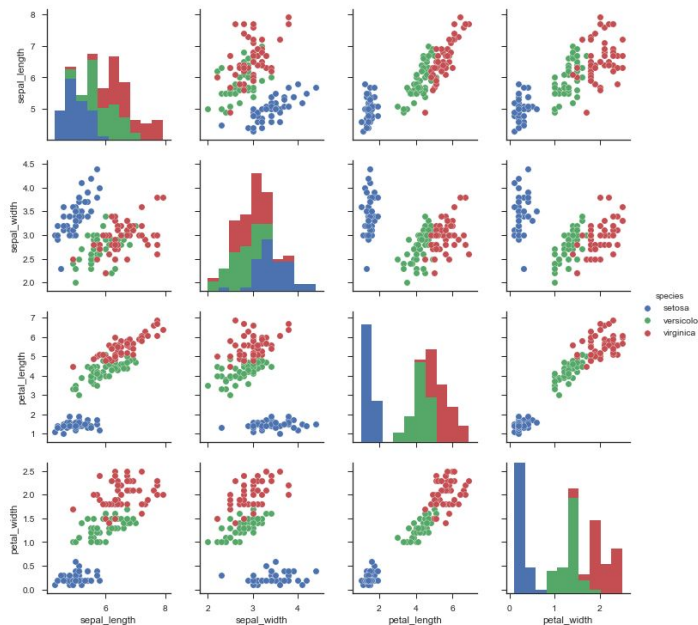 8
7
6
5
sepal_length
4.5
4.0
3.5
3.0
2.5
2.0
sepal_width
species
setosa
versicolo
virginica
7
6
5
4
3
2
1
petal_length
2.5
2.0
1.5
1.0
0.5
0.0
petal_width
6 8
sepal_length
2 3 4
sepal_width
2 4 6
petal_length
0 1 2
petal_width